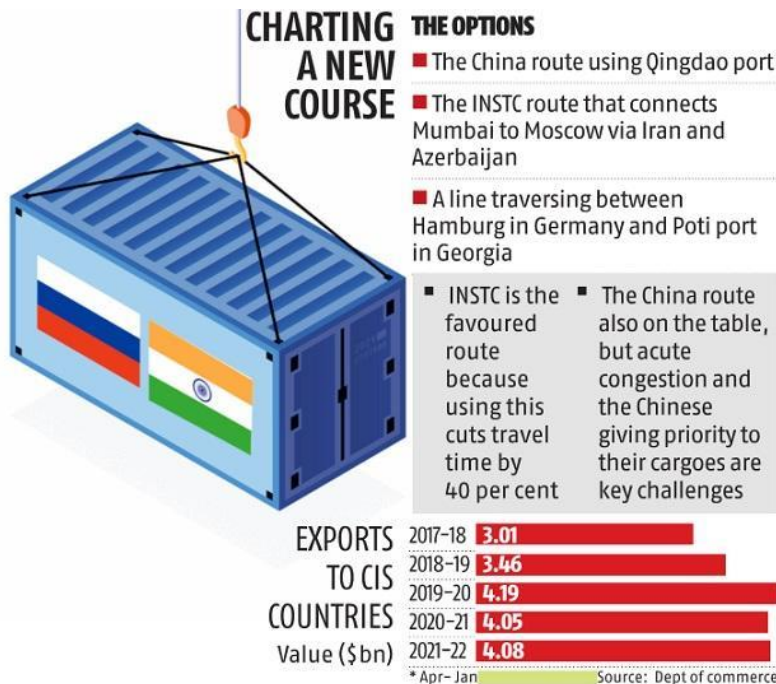 CHARTING
A NEW
COURSE
THE OPTIONS
■ The China route using Qingdao port
■ The INSTC route that connects
Mumbai to Moscow via Iran and
Azerbaijan
■ A line traversing between
Hamburg in Germany and Poti port
in Georgia
■ INSTC is the
favoured
route
because
using this
cuts travel
time by
40 per cent
■ The China route
also on the table,
but acute
congestion and
the Chinese
giving priority to
their cargoes are
key challenges
EXPORTS
TO CIS
COUNTRIES
Value ($bn)
2017-18 3.01
2018-19 3.46
2019-20 4.19
2020-21 4.05
2021-22 4.08
* Apr- Jan
Source: Dept of commerce